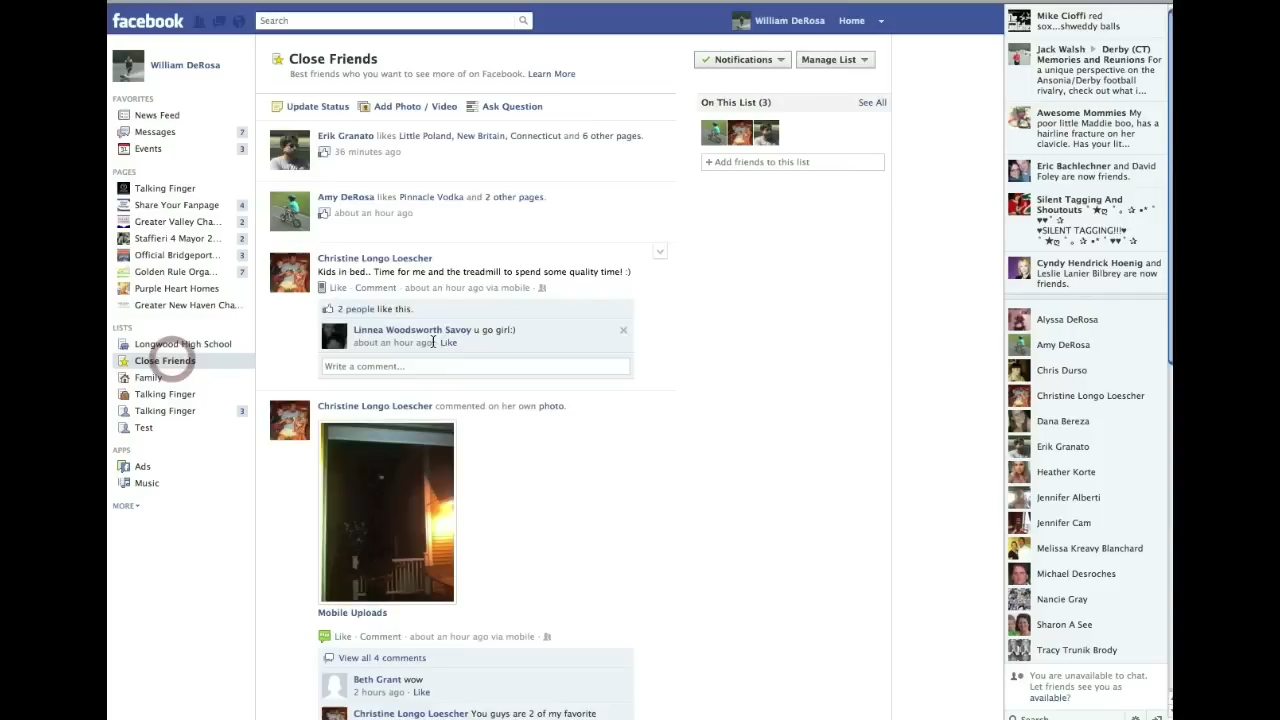 facebook
Search
William DeRosa Home
William DeRosa
FAVORITES
News Feed
Messages 7
Events 3
PAGES
Talking Finger
Share Your Fanpage 4
Greater Valley Cha... 2
Staffieri 4 Mayor 2... 2
Official Bridgeport... 3
Golden Rule Orga... 7
Purple Heart Homes
Greater New Haven Cha...
LISTS
Longwood High School
Close Friends
Family
Talking Finger
Talking Finger 3
Test
APPS
Ads
Music
MORE
Close Friends
Best friends who you want to see more of on Facebook. Learn More
Update Status Add Photo / Video Ask Question
Erik Granato likes Little Poland, New Britain, Connecticut and 6 other pages.
36 minutes ago
Amy DeRosa likes Pinnacle Vodka and 2 other pages.
about an hour ago
Christine Longo Loescher
Kids in bed.. Time for me and the treadmill to spend some quality time! :)
Like · Comment · about an hour ago via mobile ·
2 people like this.
Linnea Woodsworth Savoy u go girl:)
about an hour ago · Like
Write a comment...
Christine Longo Loescher commented on her own photo.
Mobile Uploads
Like · Comment · about an hour ago via mobile ·
View all 4 comments
Beth Grant wow
2 hours ago · Like
Christine Longo Loescher You guys are 2 of my favorite
Notifications Manage List
On This List (3) See All
+ Add friends to this list
Mike Cioffi red
sox...shweddy balls
Jack Walsh ▶ Derby (CT)
Memories and Reunions For
a unique perspective on the
Ansonia/Derby football
rivalry, check out what i...
Awesome Mommies My
poor little Maddie boo, has a
hairline fracture on her
clavicle. Has your lit...
Eric Bachlechner and David
Foley are now friends.
Silent Tagging And
Shoutouts ˚ ★ღ ˚ 。 ✰ •* ˚
♥♥ ˚ ✰
♥SILENT TAGGING!!!♥
˚ ★ღ ˚ 。 ✰ •* ˚ ♥♥ ˚ ✰
Cyndy Hendrick Hoenig and
Leslie Lanier Bilbrey are now
friends.
Alyssa DeRosa
Amy DeRosa
Chris Durso
Christine Longo Loescher
Dana Bereza
Erik Granato
Heather Korte
Jennifer Alberti
Jennifer Cam
Melissa Kreavy Blanchard
Michael Desroches
Nancie Gray
Sharon A See
Tracy Trunik Brody
You are unavailable to chat.
Let friends see you as
available?
Search